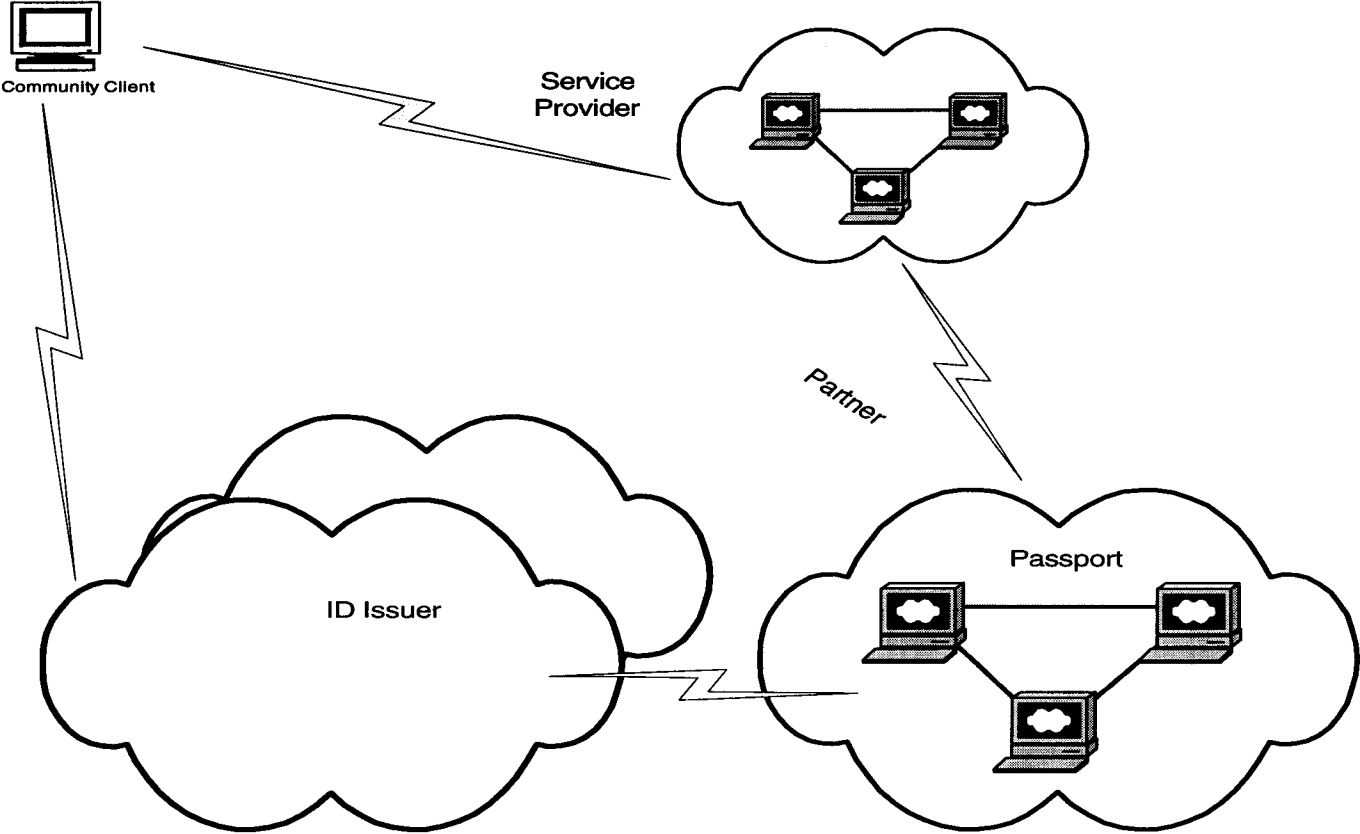 Community Client
Service
Provider
Partner
Passport
ID Issuer